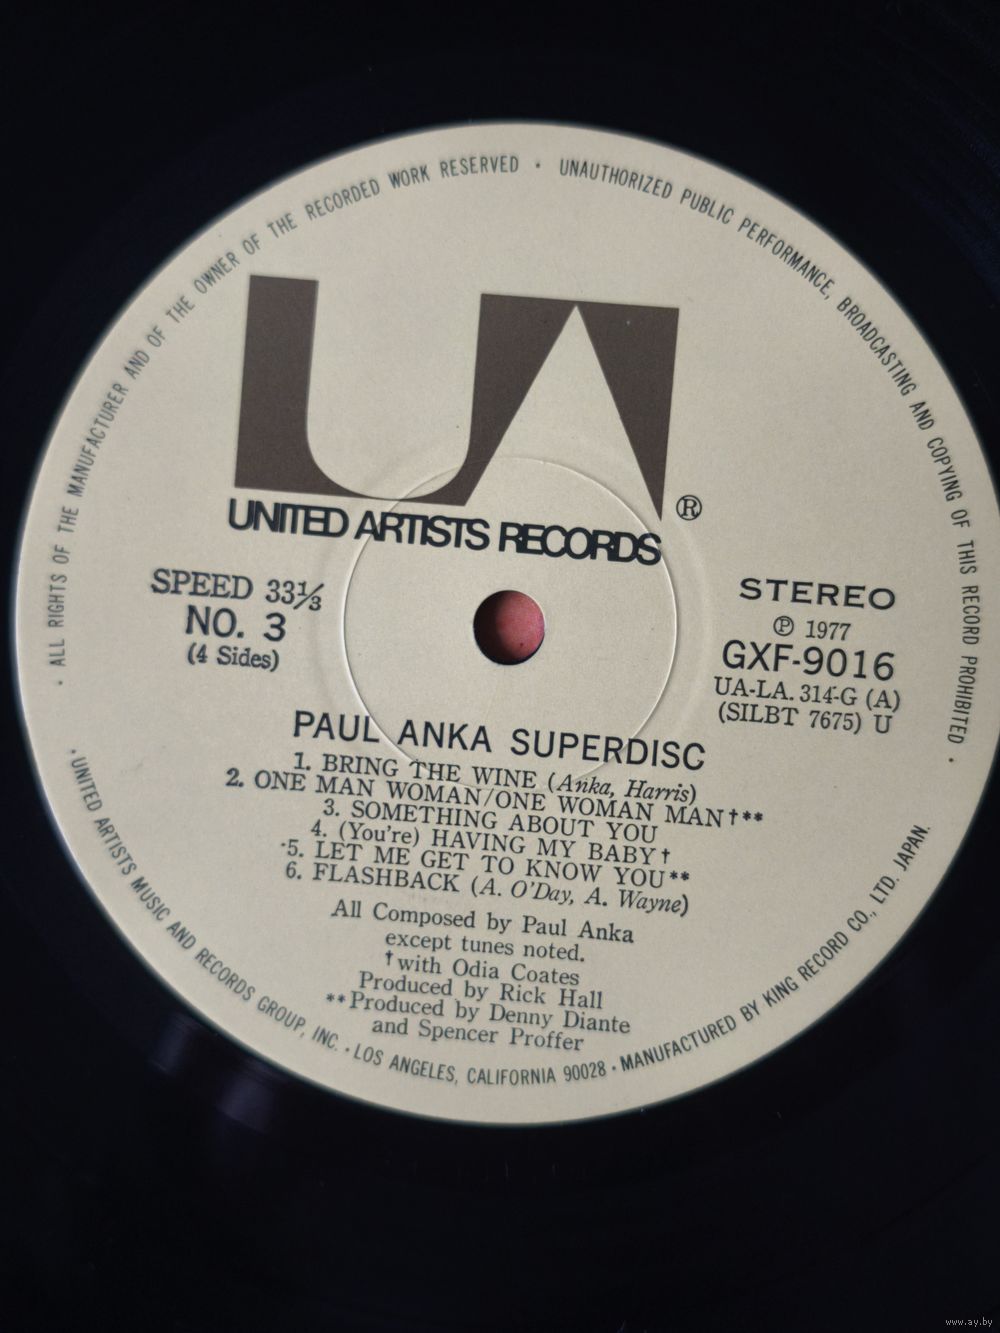 · ALL RIGHTS OF THE MANUFACTURER AND OF THE OWNER OF THE RECORDED WORK RESERVED · UNAUTHORIZED PUBLIC PERFORMANCE, BROADCASTING AND COPYING OF THIS RECORD PROHIBITED ·
UA
UNITED ARTISTS RECORDS®
SPEED 33⅓
NO. 3
(4 Sides)
STEREO
℗ 1977
GXF-9016
UA-LA. 314-G (A)
(SILBT 7675) U
PAUL ANKA SUPERDISC
1. BRING THE WINE (Anka, Harris)
2. ONE MAN WOMAN/ONE WOMAN MAN†**
3. SOMETHING ABOUT YOU
4. (You're) HAVING MY BABY†
5. LET ME GET TO KNOW YOU**
6. FLASHBACK (A. O'Day, A. Wayne)
All Composed by Paul Anka
except tunes noted.
†with Odia Coates
Produced by Rick Hall
**Produced by Denny Diante
and Spencer Proffer
· UNITED ARTISTS MUSIC AND RECORDS GROUP, INC. · LOS ANGELES, CALIFORNIA 90028 · MANUFACTURED BY KING RECORD CO., LTD. JAPAN.
www.ay.by